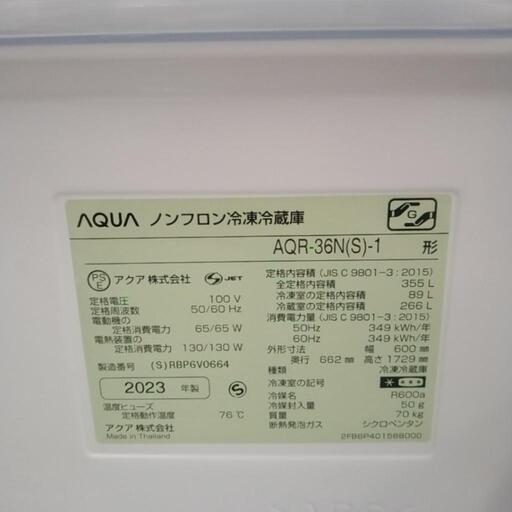 AQUA ノンフロン冷凍冷蔵庫
G
AQR-36N(S)-1 形
PS E アクア株式会社 S JET
定格電圧 100 V
定格周波数 50/60 Hz
電動機の
定格消費電力 65/65 W
電熱装置の
定格消費電力 130/130 W
製造番号 (S)RBP6V0664
2023 年製 S
温度ヒューズ
定格動作温度 76℃
アクア株式会社
Made in Thailand
定格内容積 (JIS C 9801-3:2015)
全定格内容積 355 L
冷凍室の定格内容積 89 L
冷蔵室の定格内容積 266 L
消費電力量 (JIS C 9801-3:2015)
50Hz 349 kWh/年
60Hz 349 kWh/年
外形寸法 幅 600 mm
奥行 662 mm 高さ 1729 mm
種類 冷凍冷蔵庫
冷凍室の記号
冷媒名 R600a
冷媒封入量 50 g
質量 70 kg
断熱発泡ガス シクロペンタン
2FB6P401588000